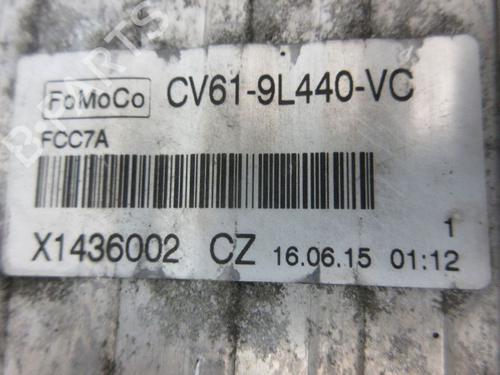 FoMoCo CV61-9L440-VC
FCC7A
1
X1436002 CZ 16.06.15 01:12